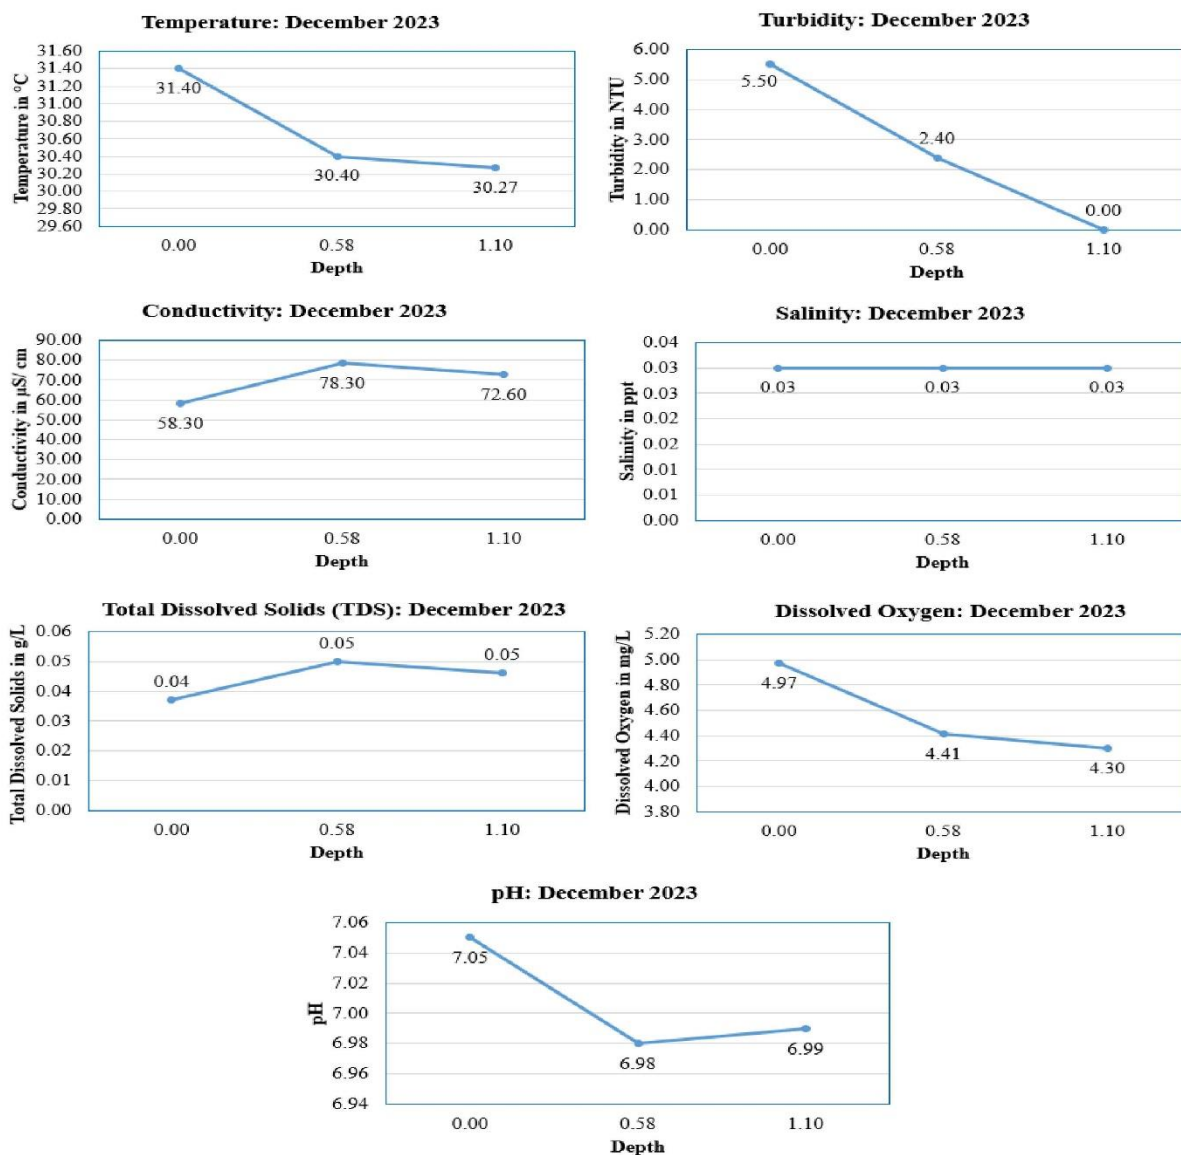 Temperature: December 2023
Temperature in °C
31.60
31.40
31.20
31.00
30.80
30.60
30.40
30.20
30.00
29.80
29.60
31.40
30.40
30.27
0.00 0.58 1.10
Depth
Turbidity: December 2023
Turbidity in NTU
6.00
5.00
4.00
3.00
2.00
1.00
0.00
5.50
2.40
0.00
0.00 0.58 1.10
Depth
Conductivity: December 2023
Conductivity in µS/ cm
90.00
80.00
70.00
60.00
50.00
40.00
30.00
20.00
10.00
0.00
58.30
78.30
72.60
0.00 0.58 1.10
Depth
Salinity: December 2023
Salinity in ppt
0.04
0.03
0.03
0.02
0.02
0.01
0.01
0.00
0.03
0.03
0.03
0.00 0.58 1.10
Depth
Total Dissolved Solids (TDS): December 2023
Total Dissolved Solids in g/L
0.06
0.05
0.04
0.03
0.02
0.01
0.00
0.04
0.05
0.05
0.00 0.58 1.10
Depth
Dissolved Oxygen: December 2023
Dissolved Oxygen in mg/L
5.20
5.00
4.80
4.60
4.40
4.20
4.00
3.80
4.97
4.41
4.30
0.00 0.58 1.10
Depth
pH: December 2023
pH
7.06
7.04
7.02
7.00
6.98
6.96
6.94
7.05
6.98
6.99
0.00 0.58 1.10
Depth